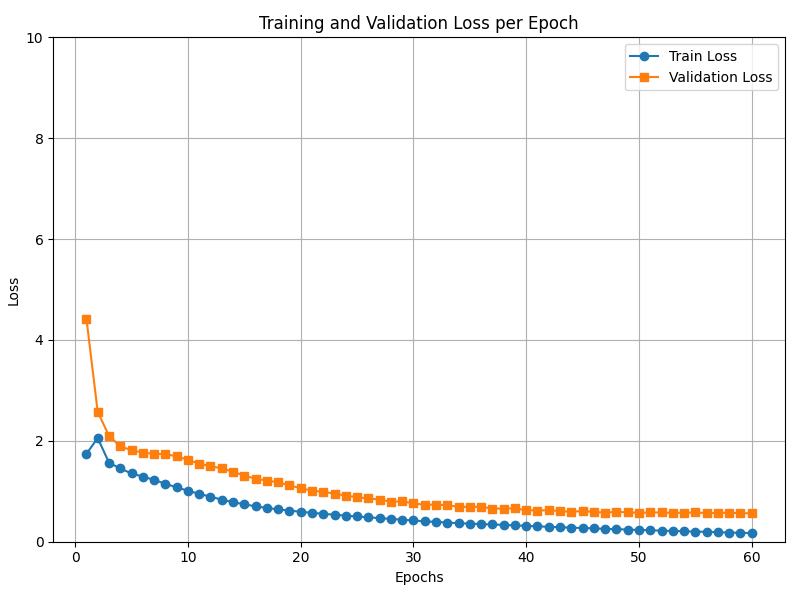 Training and Validation Loss per Epoch
Train Loss
Validation Loss
10
8
6
4
2
0
Loss
0 10 20 30 40 50 60
Epochs